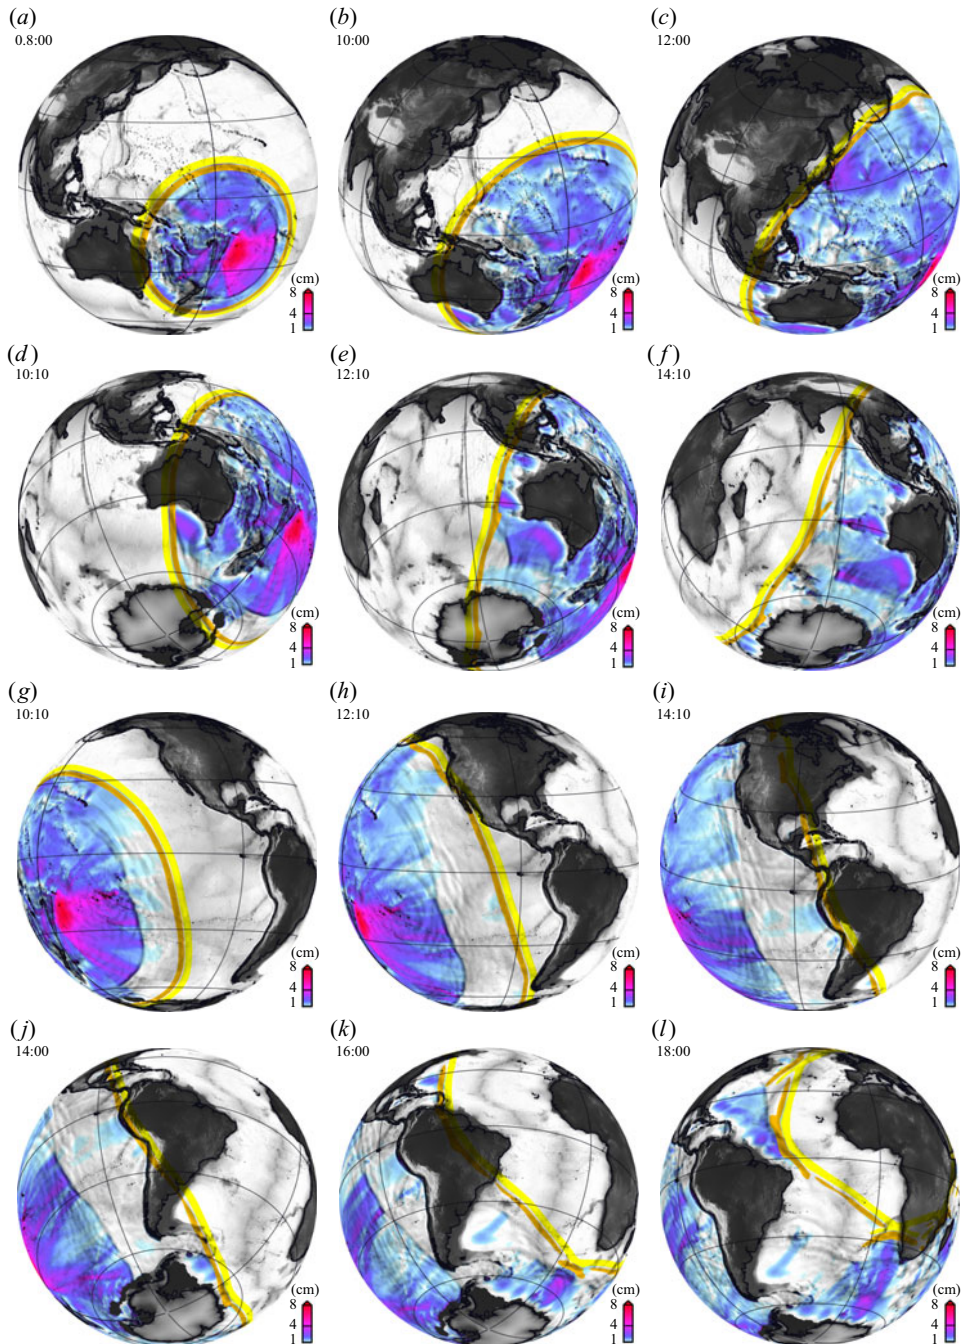 (a) (b) (c)
0.8:00 10:00 12:00
(cm) (cm) (cm)
8 8 8
4 4 4
1 1 1
(d) (e) (f)
10:10 12:10 14:10
(cm) (cm) (cm)
8 8 8
4 4 4
1 1 1
(g) (h) (i)
10:10 12:10 14:10
(cm) (cm) (cm)
8 8 8
4 4 4
1 1 1
(j) (k) (l)
14:00 16:00 18:00
(cm) (cm) (cm)
8 8 8
4 4 4
1 1 1